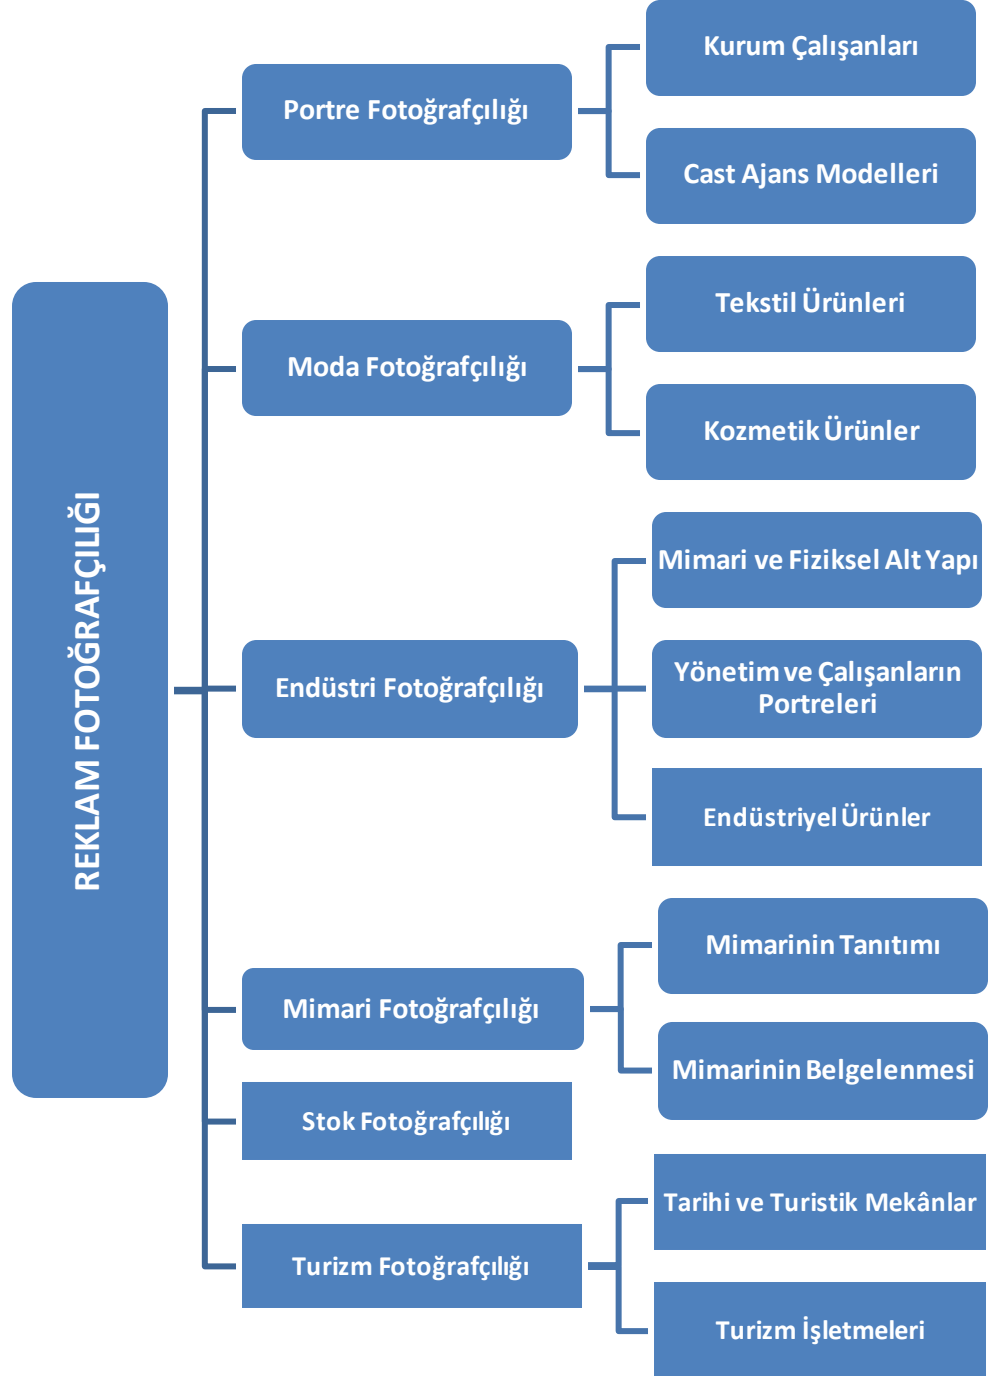 REKLAM FOTOĞRAFÇILIĞI
Portre Fotoğrafçılığı
Kurum Çalışanları
Cast Ajans Modelleri
Moda Fotoğrafçılığı
Tekstil Ürünleri
Kozmetik Ürünler
Endüstri Fotoğrafçılığı
Mimari ve Fiziksel Alt Yapı
Yönetim ve Çalışanların
Portreleri
Endüstriyel Ürünler
Mimari Fotoğrafçılığı
Mimarinin Tanıtımı
Mimarinin Belgelenmesi
Stok Fotoğrafçılığı
Turizm Fotoğrafçılığı
Tarihi ve Turistik Mekânlar
Turizm İşletmeleri